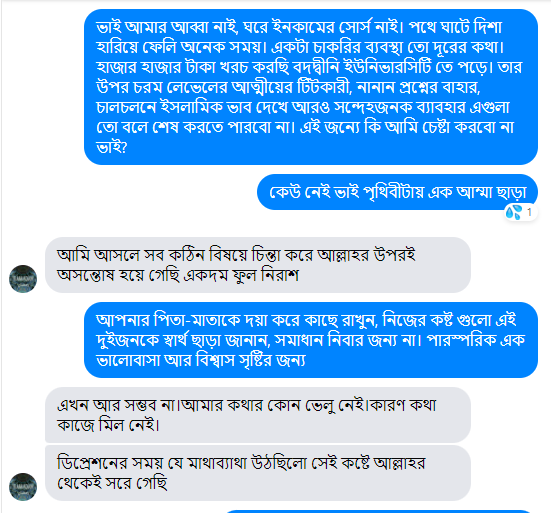 ভাই আমার আব্বা নাই, ঘরে ইনকামের সোর্স নাই। পথে ঘাটে দিশা
হারিয়ে ফেলি অনেক সময়। একটা চাকরির ব্যবস্থা তো দূরের কথা।
হাজার হাজার টাকা খরচ করছি বদদ্বীনি ইউনিভারসিটি তে পড়ে। তার
উপর চরম লেভেলের আত্মীয়ের টিটকারী, নানান প্রশ্নের বাহার,
চালচলনে ইসলামিক ভাব দেখে আরও সন্দেহজনক ব্যাবহার এগুলা
তো বলে শেষ করতে পারবো না। এই জন্যে কি আমি চেষ্টা করবো না
ভাই?
কেউ নেই ভাই পৃথিবীটায় এক আম্মা ছাড়া
1
আমি আসলে সব কঠিন বিষয়ে চিন্তা করে আল্লাহর উপরই
অসন্তোষ হয়ে গেছি একদম ফুল নিরাশ
আপনার পিতা-মাতাকে দয়া করে কাছে রাখুন, নিজের কষ্ট গুলো এই
দুইজনকে স্বার্থ ছাড়া জানান, সমাধান নিবার জন্য না। পারস্পরিক এক
ভালোবাসা আর বিশ্বাস সৃষ্টির জন্য
এখন আর সম্ভব না।আমার কথার কোন ভেলু নেই।কারণ কথা
কাজে মিল নেই।
ডিপ্রেশনের সময় যে মাথাব্যাথা উঠছিলো সেই কষ্টে আল্লাহর
থেকেই সরে গেছি